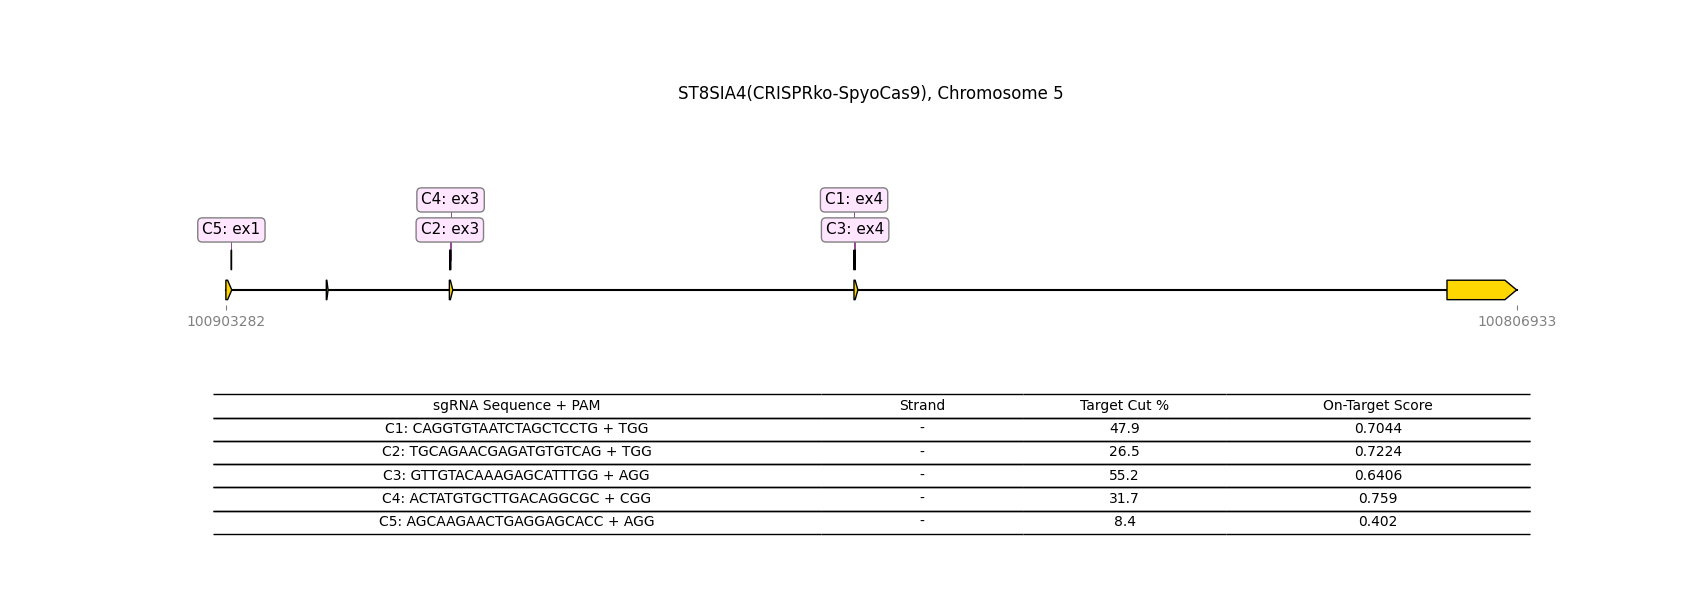 ST8SIA4(CRISPRko-SpyoCas9), Chromosome 5
C4: ex3 C1: ex4
C5: ex1 C2: ex3 C3: ex4
100903282 100806933
sgRNA Sequence + PAM Strand Target Cut % On-Target Score
C1: CAGGTGTAATCTAGCTCCTG + TGG - 47.9 0.7044
C2: TGCAGAACGAGATGTGTCAG + TGG - 26.5 0.7224
C3: GTTGTACAAAGAGCATTTGG + AGG - 55.2 0.6406
C4: ACTATGTGCTTGACAGGCGC + CGG - 31.7 0.759
C5: AGCAAGAACTGAGGAGCACC + AGG - 8.4 0.402